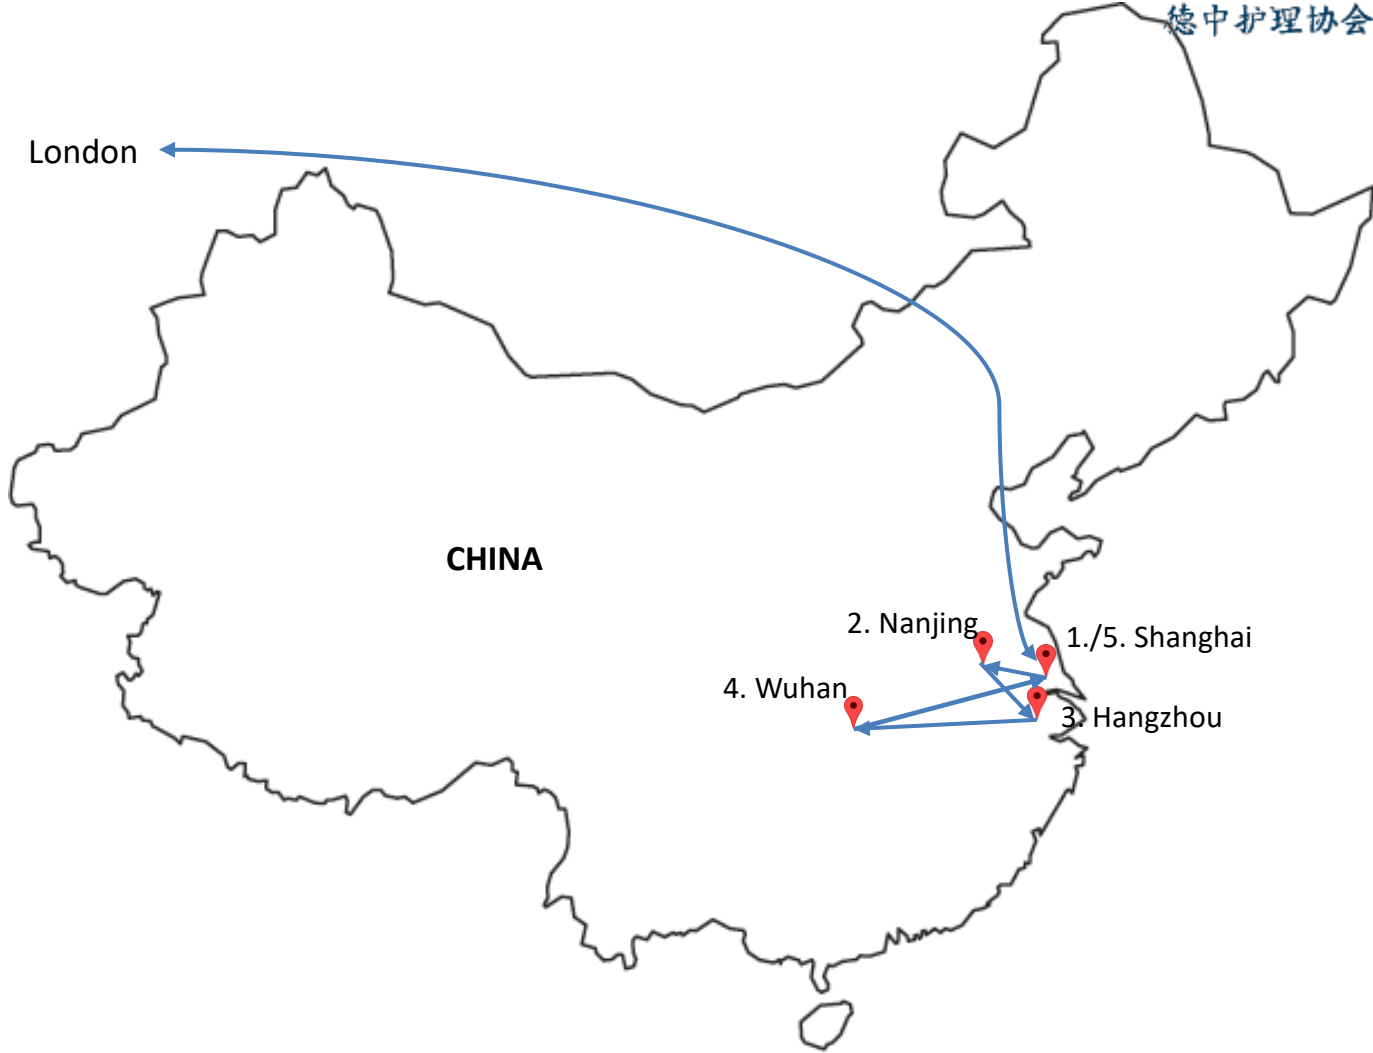 德中护理协会
London
CHINA
2. Nanjing
1./5. Shanghai
4. Wuhan
3. Hangzhou